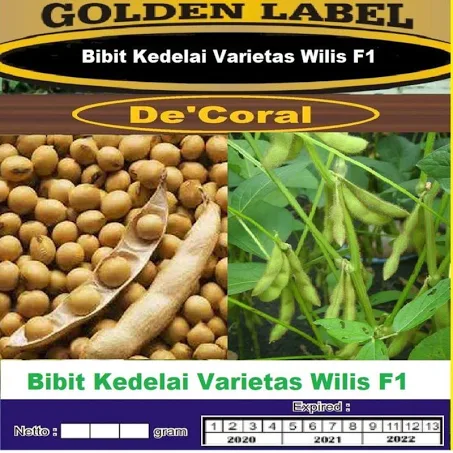 GOLDEN LABEL
Bibit Kedelai Varietas Wilis F1
De'Coral
Bibit Kedelai Varietas Wilis F1
Expired :
Netto : gram
1 2 3 4 5 6 7 8 9 10 11 12 13
2020 2021 2022